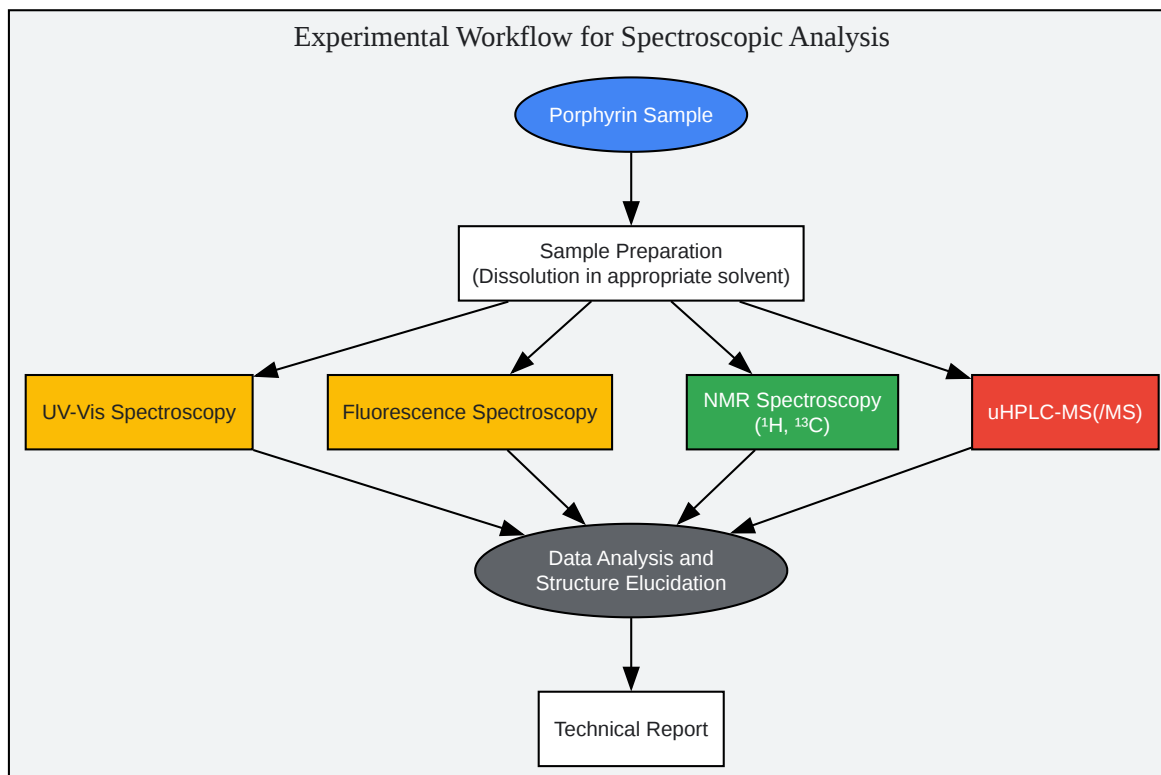 Experimental Workflow for Spectroscopic Analysis
Porphyrin Sample
Sample Preparation
(Dissolution in appropriate solvent)
UV-Vis Spectroscopy
Fluorescence Spectroscopy
NMR Spectroscopy
(¹H, ¹³C)
uHPLC-MS(/MS)
Data Analysis and
Structure Elucidation
Technical Report